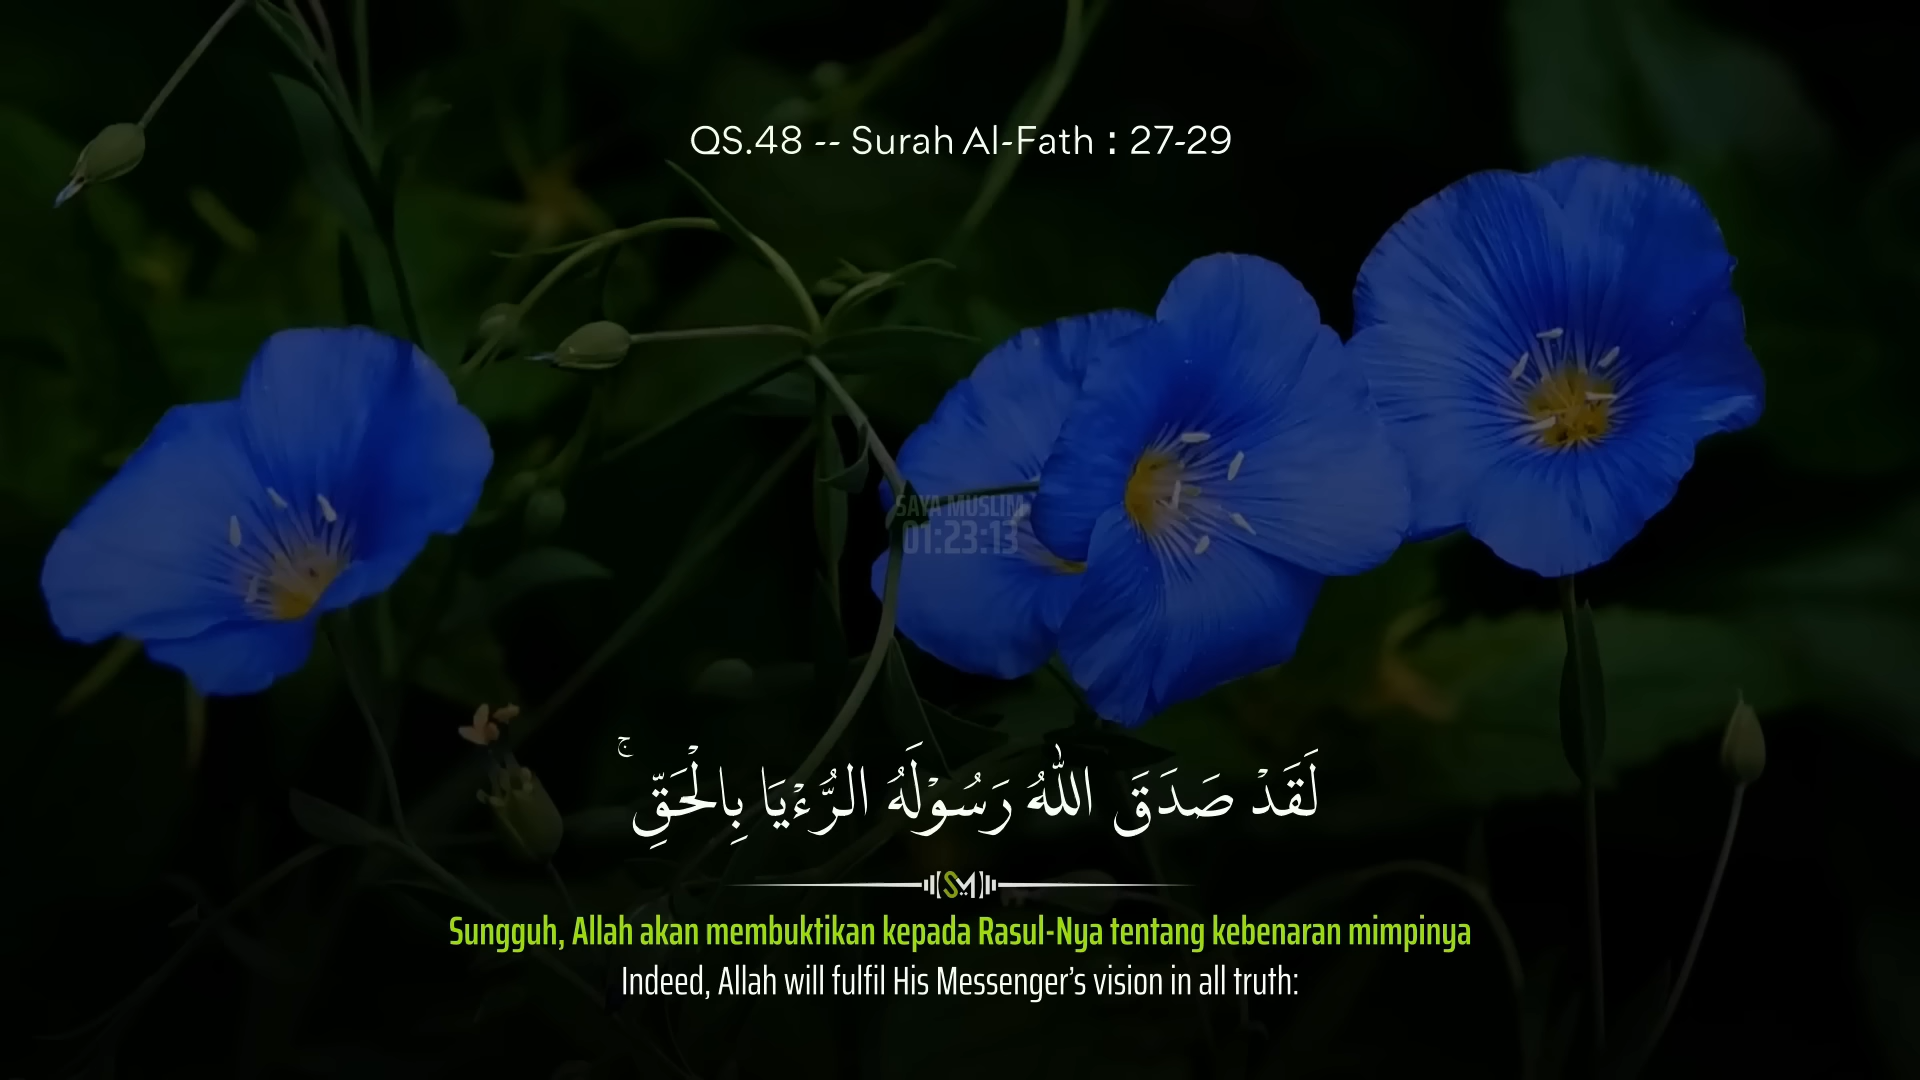 QS.48 -- Surah Al-Fath : 27-29
SAYA MUSLIM
01:23:13
لَقَدْ صَدَقَ اللّٰهُ رَسُوْلَهُ الرُّءْيَا بِالْحَقِّ ۚ
SM
Sungguh, Allah akan membuktikan kepada Rasul-Nya tentang kebenaran mimpinya
Indeed, Allah will fulfil His Messenger’s vision in all truth: